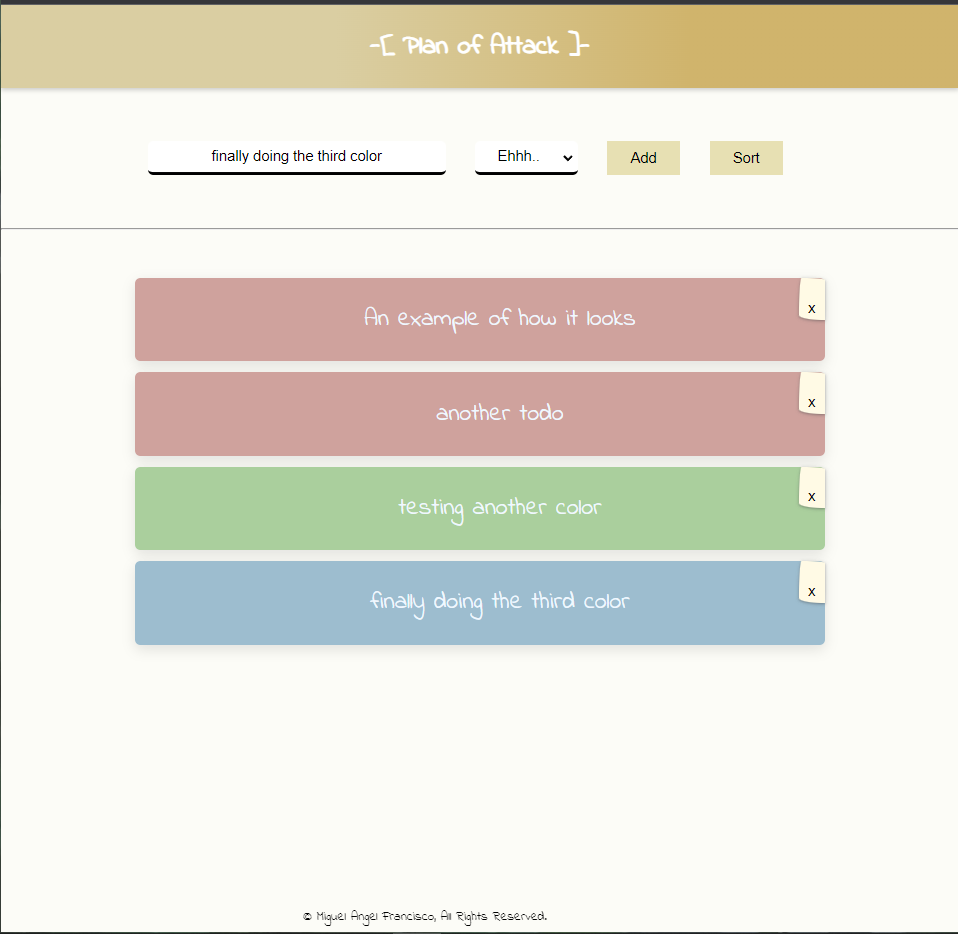 -[ Plan of Attack ]-
finally doing the third color
Ehhh..
Add
Sort
An example of how it looks
x
another todo
x
testing another color
x
finally doing the third color
x
© Miguel Angel Francisco, All Rights Reserved.